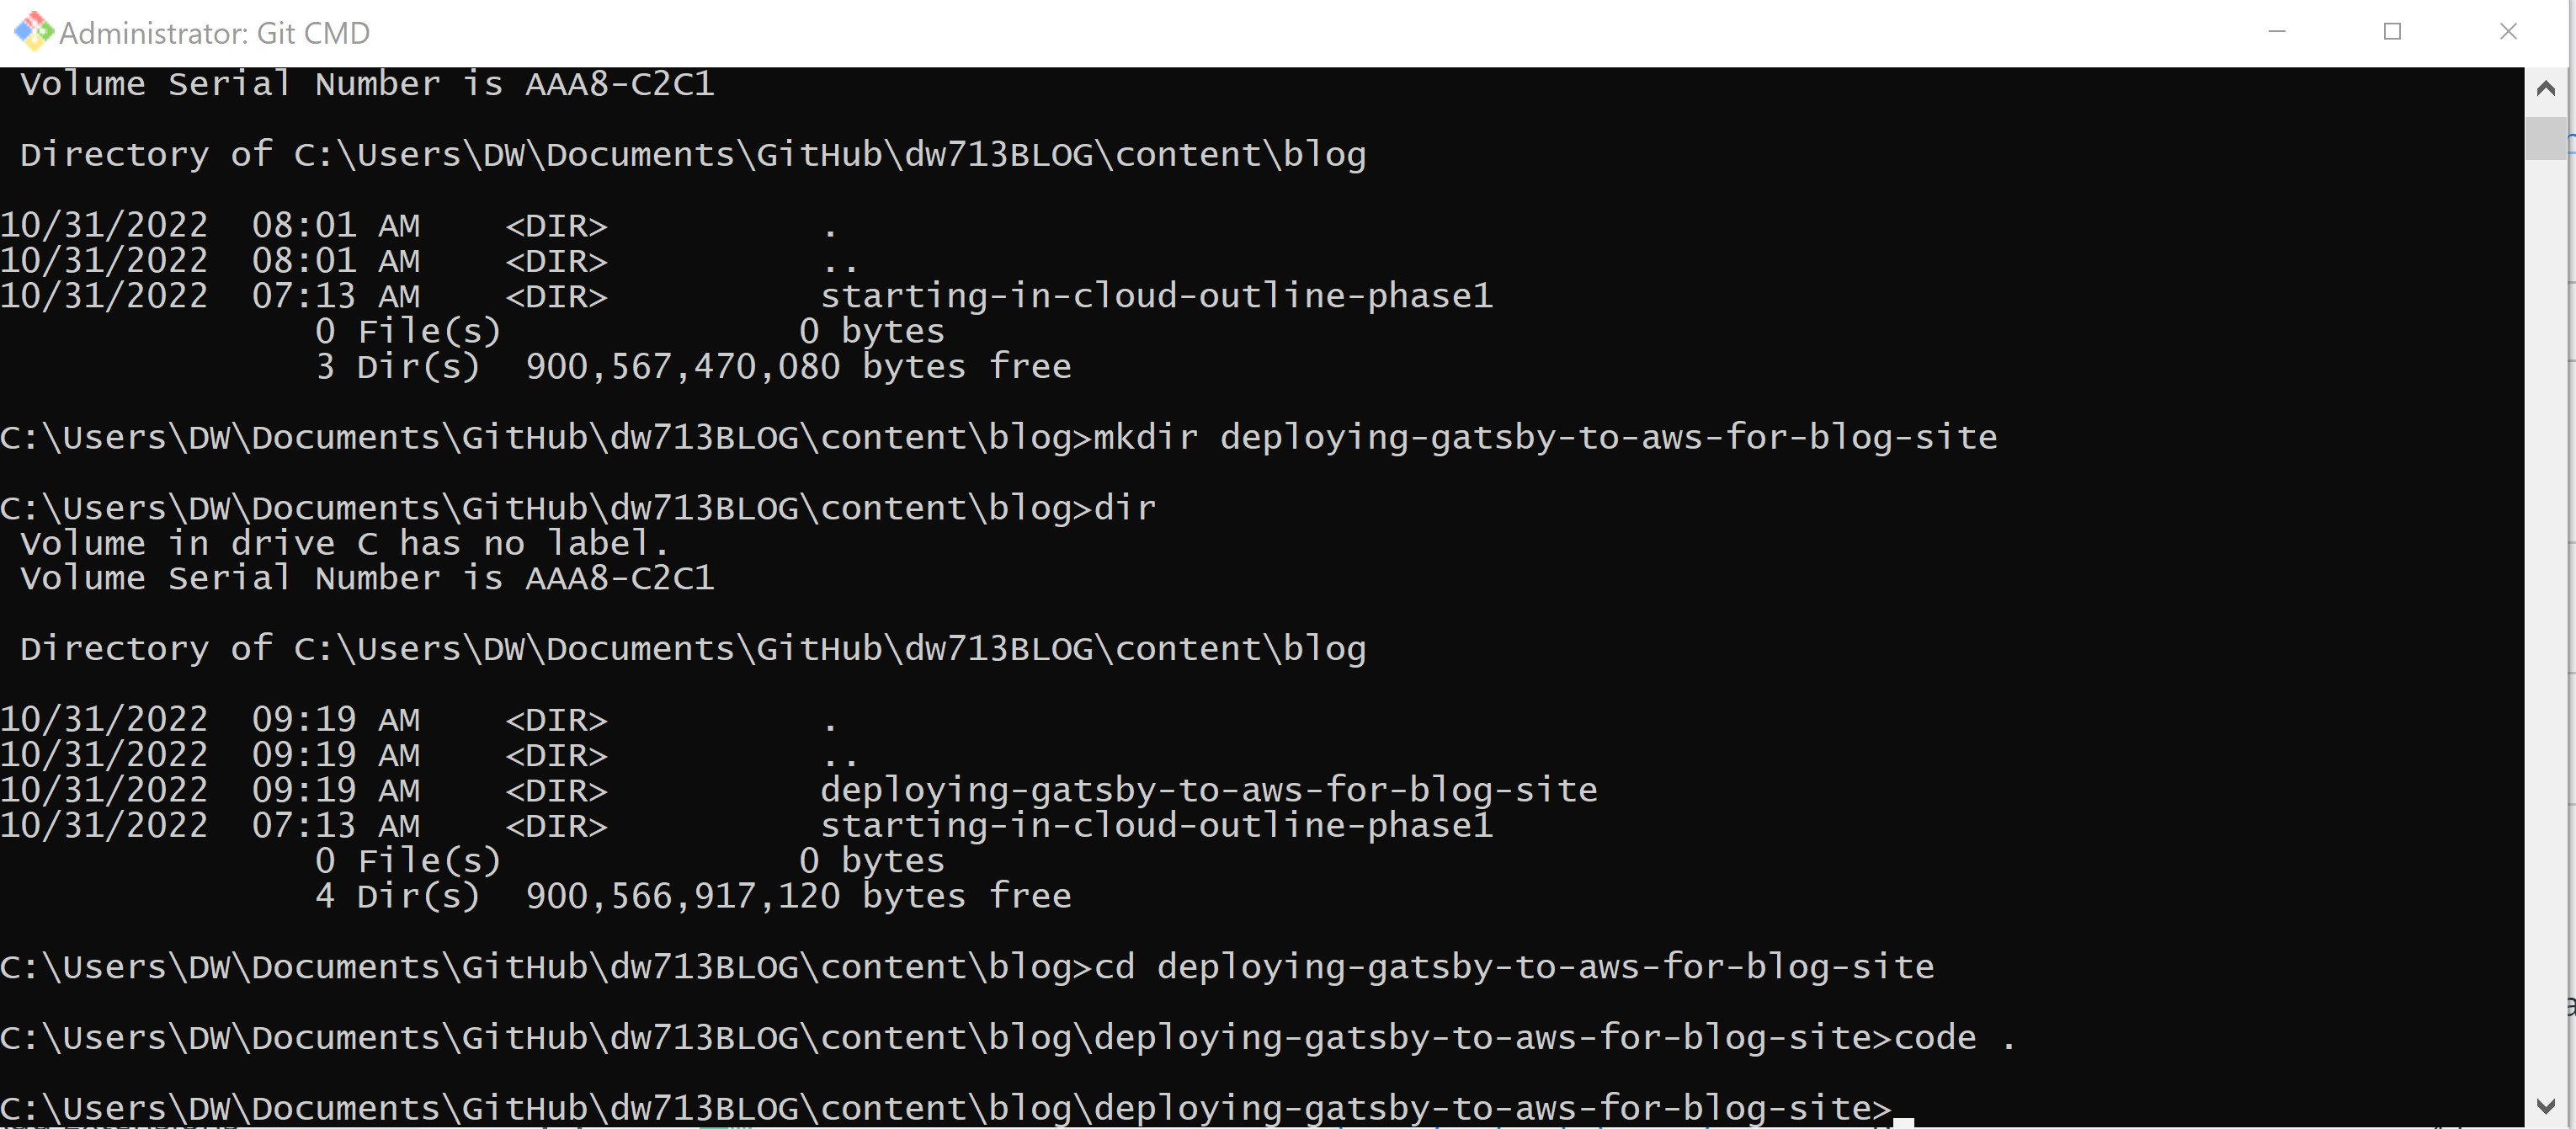 Administrator: Git CMD
 Volume Serial Number is AAA8-C2C1

 Directory of C:\Users\DW\Documents\GitHub\dw713BLOG\content\blog

10/31/2022  08:01 AM    <DIR>          .
10/31/2022  08:01 AM    <DIR>          ..
10/31/2022  07:13 AM    <DIR>          starting-in-cloud-outline-phase1
               0 File(s)              0 bytes
               3 Dir(s)  900,567,470,080 bytes free

C:\Users\DW\Documents\GitHub\dw713BLOG\content\blog>mkdir deploying-gatsby-to-aws-for-blog-site

C:\Users\DW\Documents\GitHub\dw713BLOG\content\blog>dir
 Volume in drive C has no label.
 Volume Serial Number is AAA8-C2C1

 Directory of C:\Users\DW\Documents\GitHub\dw713BLOG\content\blog

10/31/2022  09:19 AM    <DIR>          .
10/31/2022  09:19 AM    <DIR>          ..
10/31/2022  09:19 AM    <DIR>          deploying-gatsby-to-aws-for-blog-site
10/31/2022  07:13 AM    <DIR>          starting-in-cloud-outline-phase1
               0 File(s)              0 bytes
               4 Dir(s)  900,566,917,120 bytes free

C:\Users\DW\Documents\GitHub\dw713BLOG\content\blog>cd deploying-gatsby-to-aws-for-blog-site

C:\Users\DW\Documents\GitHub\dw713BLOG\content\blog\deploying-gatsby-to-aws-for-blog-site>code .

C:\Users\DW\Documents\GitHub\dw713BLOG\content\blog\deploying-gatsby-to-aws-for-blog-site>